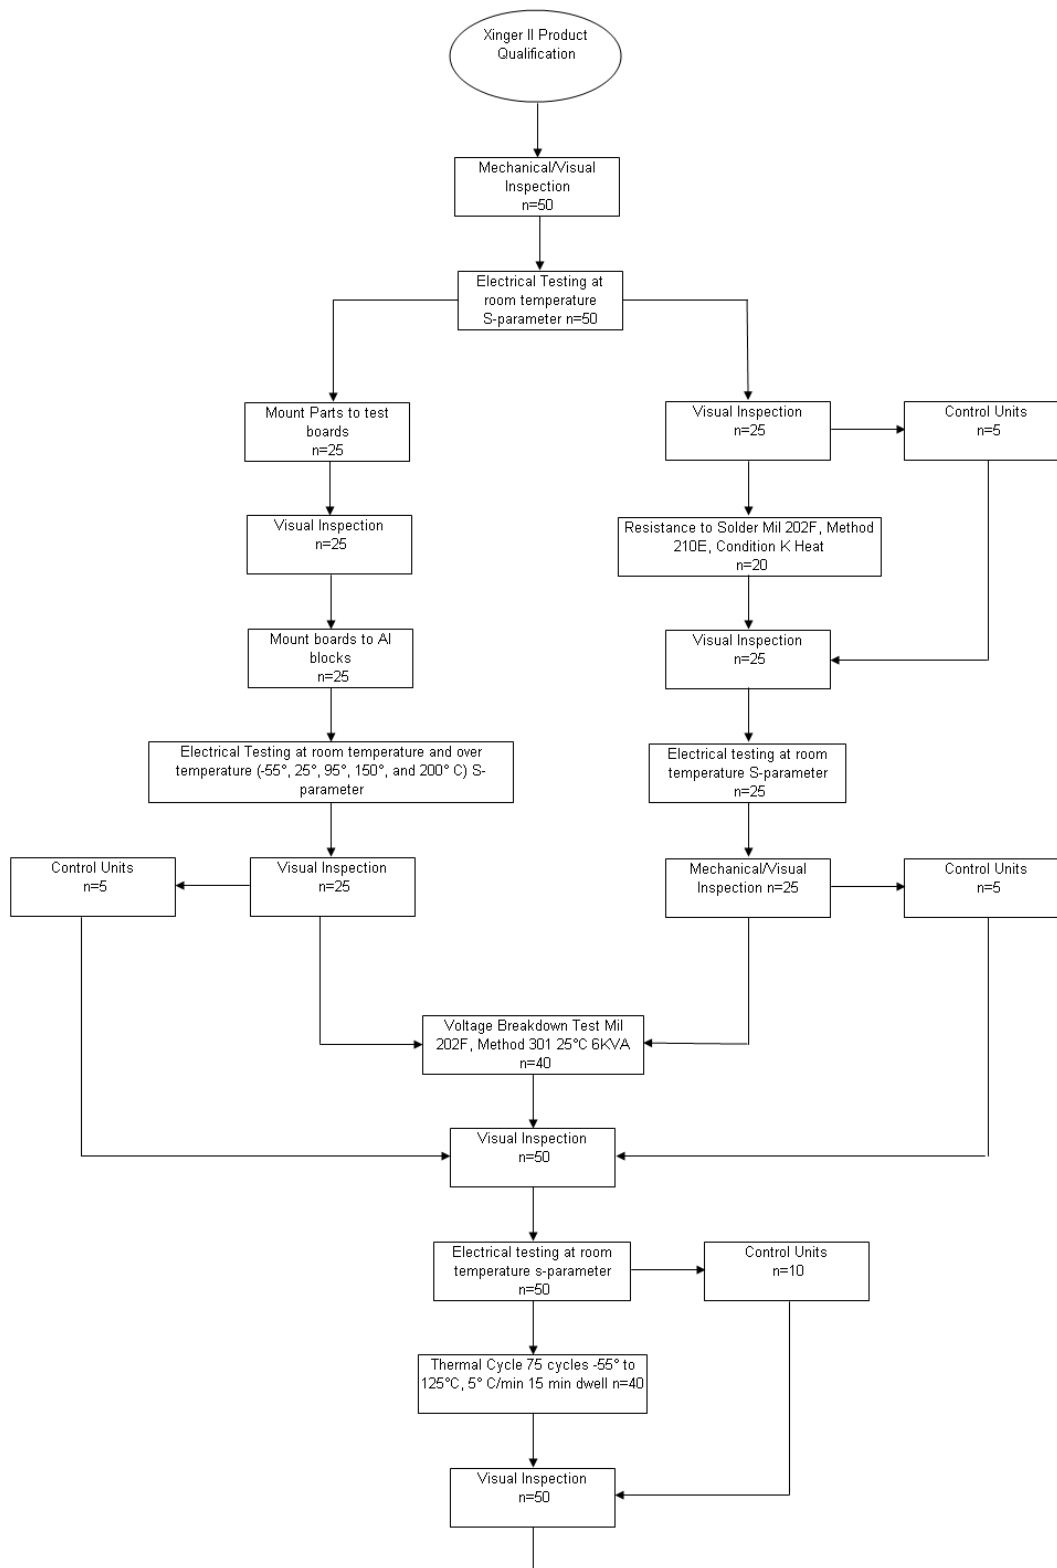 Xinger II Product
Qualification
Mechanical/Visual
Inspection
n=50
Electrical Testing at
room temperature
S-parameter n=50
Mount Parts to test
boards
n=25
Visual Inspection
n=25
Control Units
n=5
Visual Inspection
n=25
Resistance to Solder Mil 202F, Method
210E, Condition K Heat
n=20
Mount boards to Al
blocks
n=25
Visual Inspection
n=25
Electrical Testing at room temperature and over
temperature (-55°, 25°, 95°, 150°, and 200° C) S-
parameter
Electrical testing at room
temperature S-parameter
n=25
Control Units
n=5
Visual Inspection
n=25
Mechanical/Visual
Inspection n=25
Control Units
n=5
Voltage Breakdown Test Mil
202F, Method 301 25°C 6KVA
n=40
Visual Inspection
n=50
Electrical testing at room
temperature s-parameter
n=50
Control Units
n=10
Thermal Cycle 75 cycles -55° to
125°C, 5° C/min 15 min dwell n=40
Visual Inspection
n=50